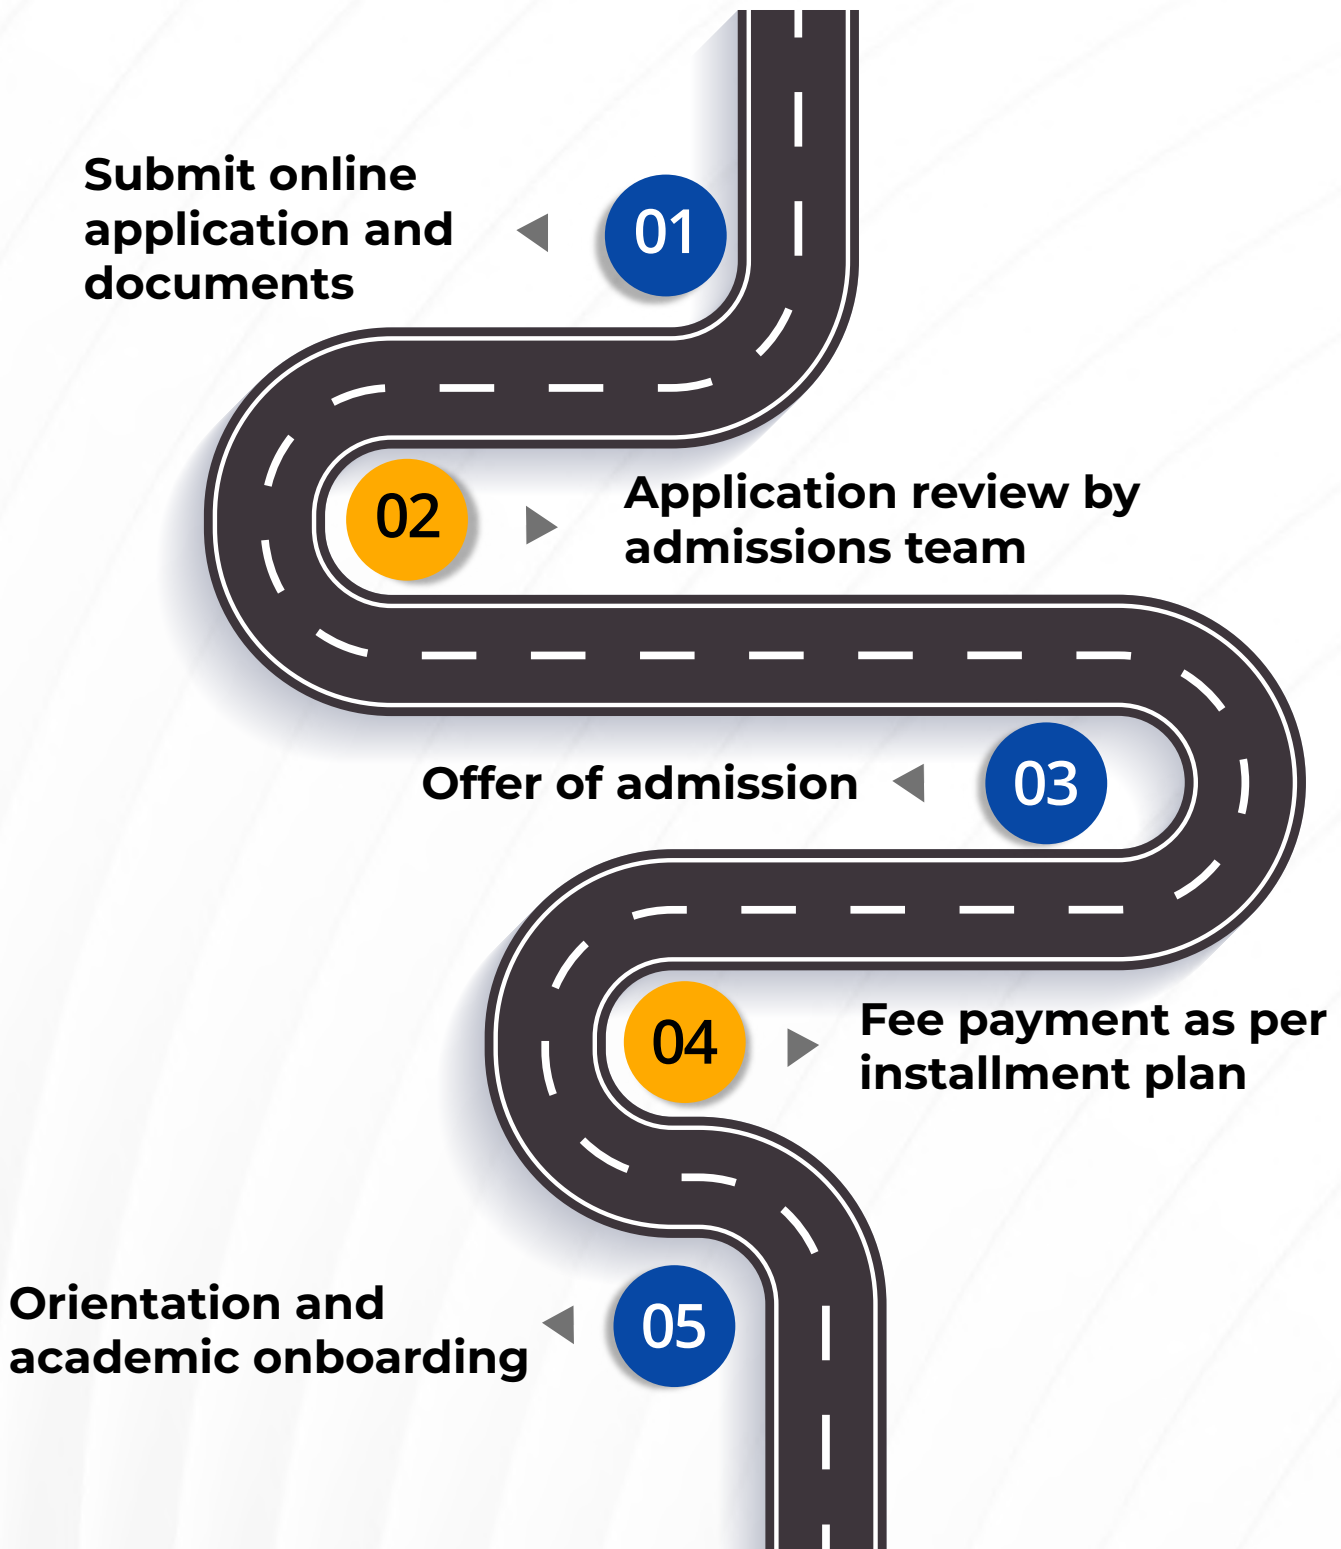 Submit online
application and
documents
01
02
Application review by
admissions team
Offer of admission
03
04
Fee payment as per
installment plan
Orientation and
academic onboarding
05